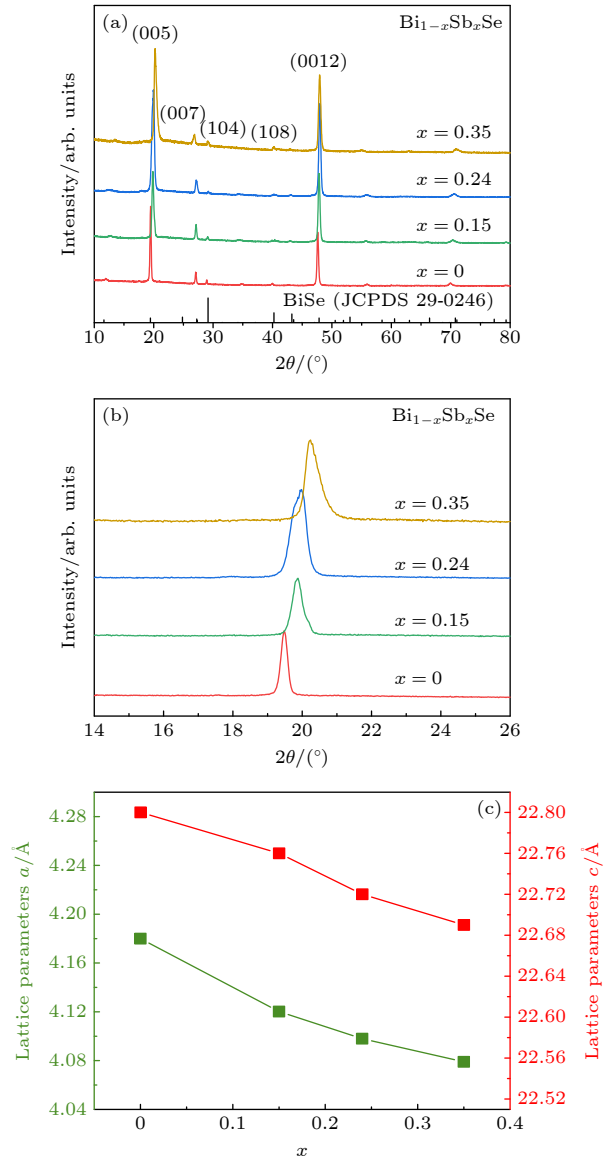 (a)
Bi₁₋ₓSbₓSe
(005)
(0012)
(007)
(104)
(108)
x = 0.35
x = 0.24
x = 0.15
x = 0
BiSe (JCPDS 29-0246)
Intensity/arb. units
10 20 30 40 50 60 70 80
2θ/(°)
(b)
Bi₁₋ₓSbₓSe
x = 0.35
x = 0.24
x = 0.15
x = 0
Intensity/arb. units
14 16 18 20 22 24 26
2θ/(°)
(c)
4.28
4.24
4.20
4.16
4.12
4.08
4.04
Lattice parameters a/Å
22.80
22.76
22.72
22.68
22.64
22.60
22.56
22.52
Lattice parameters c/Å
0 0.1 0.2 0.3 0.4
x